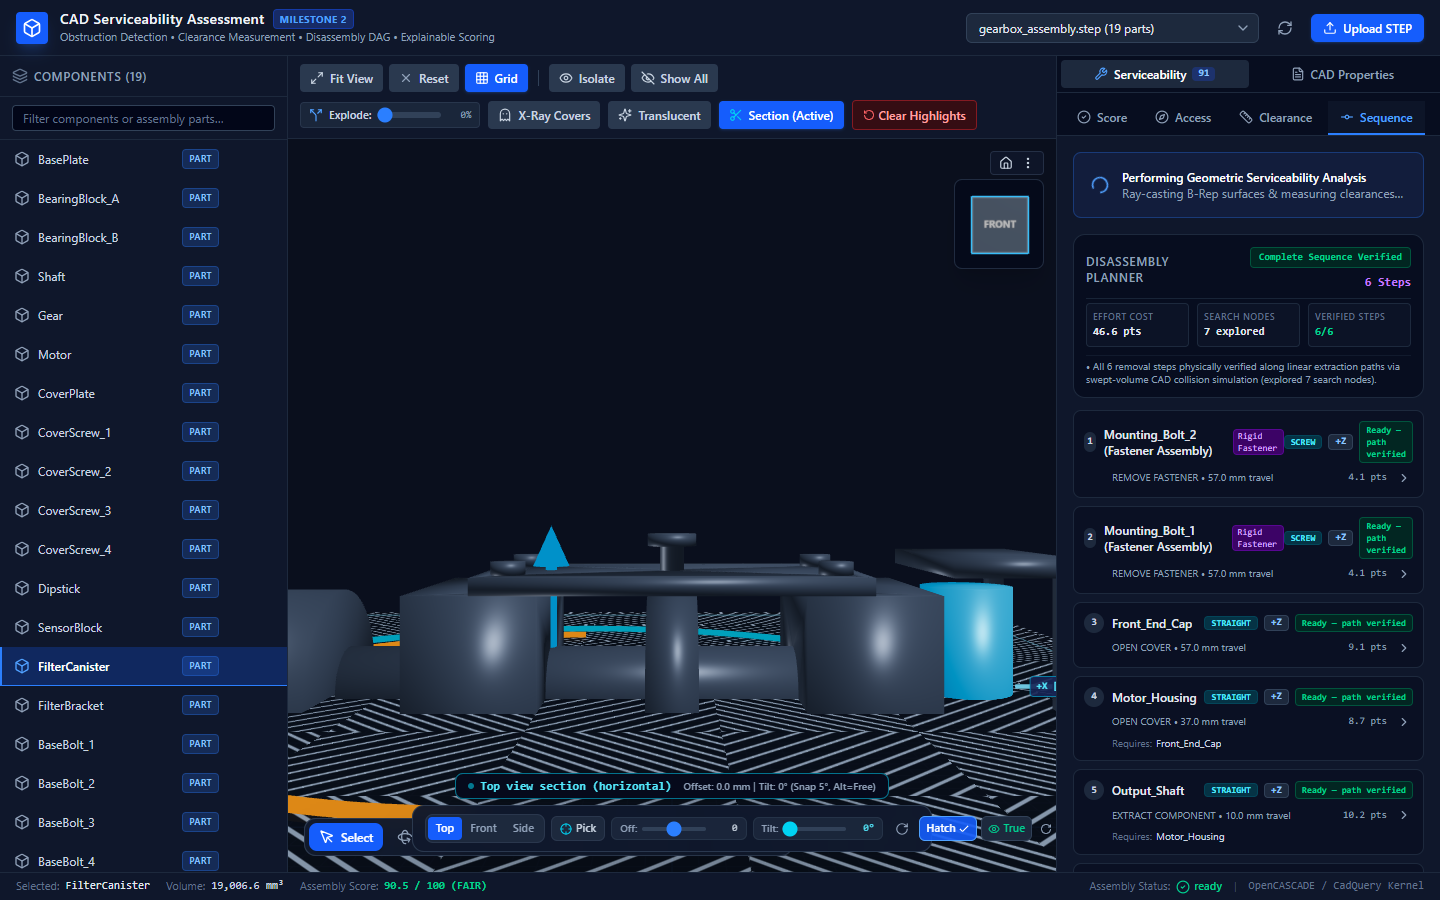 CAD Serviceability Assessment MILESTONE 2
Obstruction Detection • Clearance Measurement • Disassembly DAG • Explainable Scoring
gearbox_assembly.step (19 parts)
Upload STEP
COMPONENTS (19)
Filter components or assembly parts...
BasePlate PART
BearingBlock_A PART
BearingBlock_B PART
Shaft PART
Gear PART
Motor PART
CoverPlate PART
CoverScrew_1 PART
CoverScrew_2 PART
CoverScrew_3 PART
CoverScrew_4 PART
Dipstick PART
SensorBlock PART
FilterCanister PART
FilterBracket PART
BaseBolt_1 PART
BaseBolt_2 PART
BaseBolt_3 PART
BaseBolt_4 PART
Fit View Reset Grid Isolate Show All
Explode: 0% X-Ray Covers Translucent Section (Active) Clear Highlights
FRONT
+X
Top view section (horizontal) Offset: 0.0 mm | Tilt: 0° (Snap 5°, Alt=Free)
Select
Top Front Side Pick Off: 0 Tilt: 0° Hatch ✓ True
Serviceability 91 CAD Properties
Score Access Clearance Sequence
Performing Geometric Serviceability Analysis
Ray-casting B-Rep surfaces & measuring clearances...
DISASSEMBLY PLANNER
Complete Sequence Verified
6 Steps
EFFORT COST
46.6 pts
SEARCH NODES
7 explored
VERIFIED STEPS
6/6
• All 6 removal steps physically verified along linear extraction paths via
swept-volume CAD collision simulation (explored 7 search nodes).
1 Mounting_Bolt_2 (Fastener Assembly) Rigid Fastener SCREW +Z Ready — path verified
REMOVE FASTENER • 57.0 mm travel 4.1 pts
2 Mounting_Bolt_1 (Fastener Assembly) Rigid Fastener SCREW +Z Ready — path verified
REMOVE FASTENER • 57.0 mm travel 4.1 pts
3 Front_End_Cap STRAIGHT +Z Ready — path verified
OPEN COVER • 57.0 mm travel 9.1 pts
4 Motor_Housing STRAIGHT +Z Ready — path verified
OPEN COVER • 37.0 mm travel 8.7 pts
Requires: Front_End_Cap
5 Output_Shaft STRAIGHT +Z Ready — path verified
EXTRACT COMPONENT • 10.0 mm travel 10.2 pts
Requires: Motor_Housing
Selected: FilterCanister Volume: 19,006.6 mm³ Assembly Score: 90.5 / 100 (FAIR)
Assembly Status: ready | OpenCASCADE / CadQuery Kernel